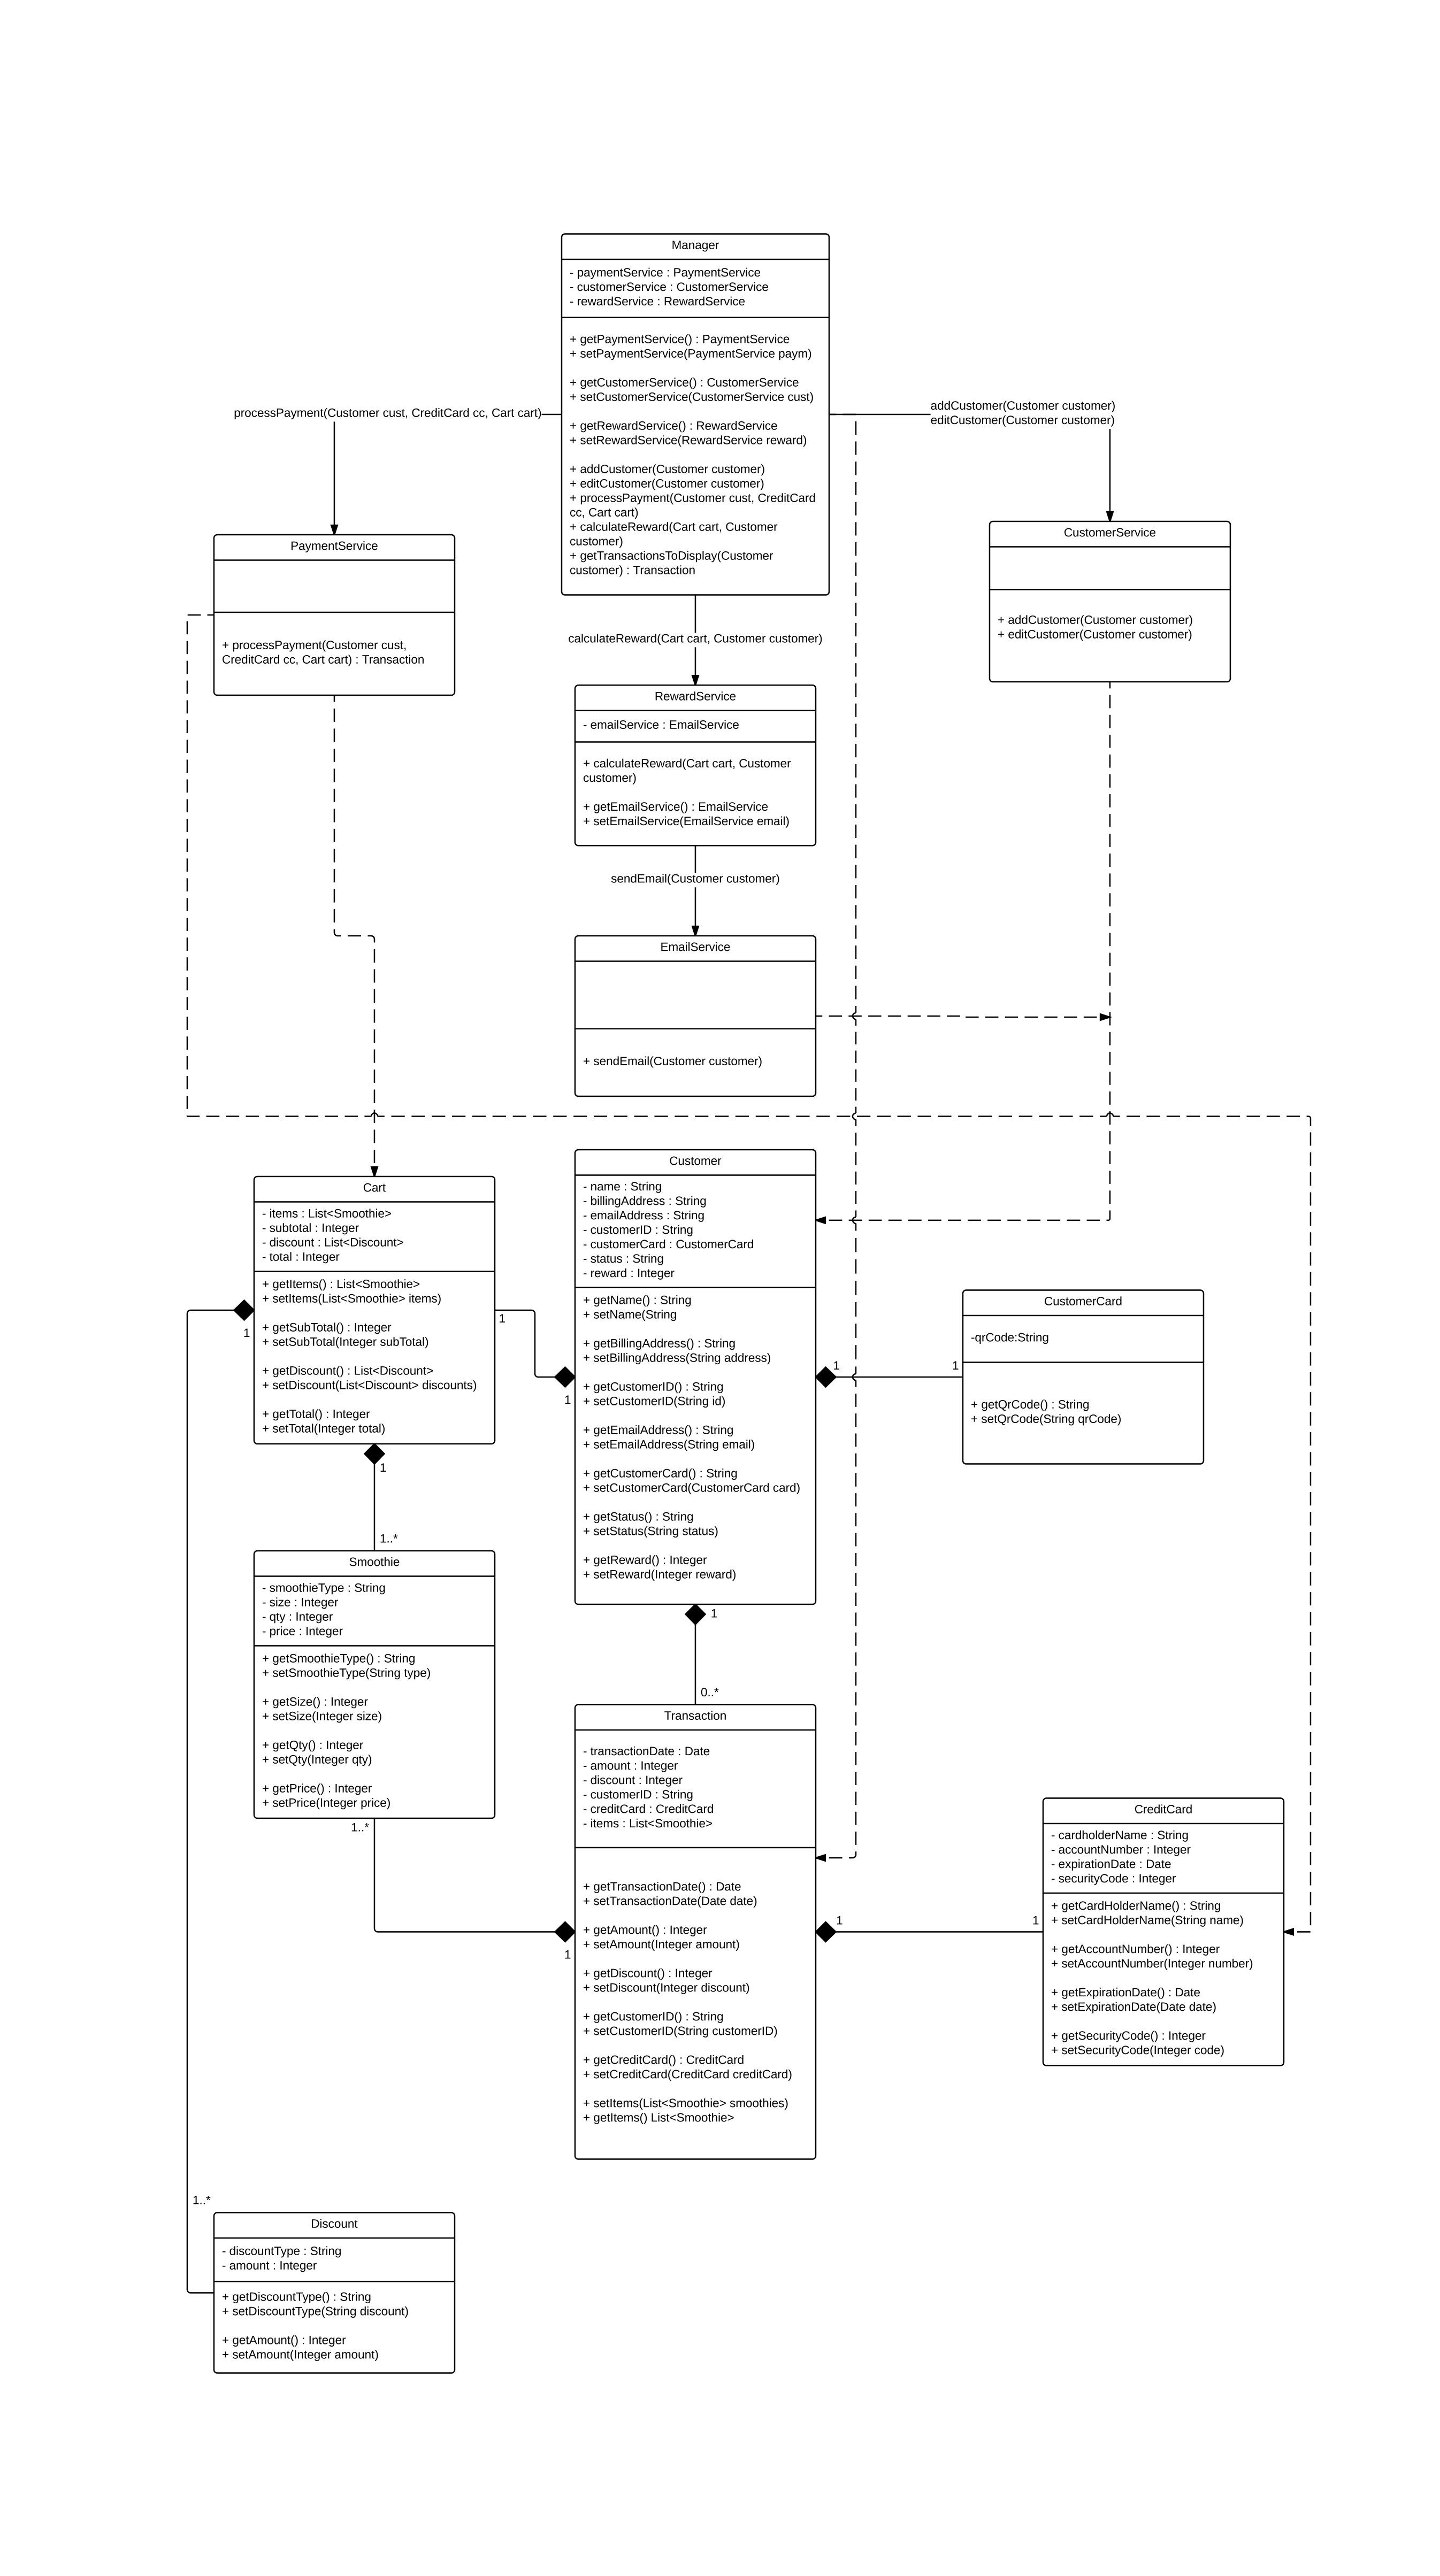 Manager
- paymentService : PaymentService
- customerService : CustomerService
- rewardService : RewardService
+ getPaymentService() : PaymentService
+ setPaymentService(PaymentService paym)
+ getCustomerService() : CustomerService
+ setCustomerService(CustomerService cust)
+ getRewardService() : RewardService
+ setRewardService(RewardService reward)
+ addCustomer(Customer customer)
+ editCustomer(Customer customer)
+ processPayment(Customer cust, CreditCard
cc, Cart cart)
+ calculateReward(Cart cart, Customer
customer)
+ getTransactionsToDisplay(Customer
customer) : Transaction
processPayment(Customer cust, CreditCard cc, Cart cart)
addCustomer(Customer customer)
editCustomer(Customer customer)
PaymentService
+ processPayment(Customer cust,
CreditCard cc, Cart cart) : Transaction
CustomerService
+ addCustomer(Customer customer)
+ editCustomer(Customer customer)
calculateReward(Cart cart, Customer customer)
RewardService
- emailService : EmailService
+ calculateReward(Cart cart, Customer
customer)
+ getEmailService() : EmailService
+ setEmailService(EmailService email)
sendEmail(Customer customer)
EmailService
+ sendEmail(Customer customer)
Cart
- items : List<Smoothie>
- subtotal : Integer
- discount : List<Discount>
- total : Integer
+ getItems() : List<Smoothie>
+ setItems(List<Smoothie> items)
+ getSubTotal() : Integer
+ setSubTotal(Integer subTotal)
+ getDiscount() : List<Discount>
+ setDiscount(List<Discount> discounts)
+ getTotal() : Integer
+ setTotal(Integer total)
1
1
1
1
Customer
- name : String
- billingAddress : String
- emailAddress : String
- customerID : String
- customerCard : CustomerCard
- status : String
- reward : Integer
+ getName() : String
+ setName(String
+ getBillingAddress() : String
+ setBillingAddress(String address)
+ getCustomerID() : String
+ setCustomerID(String id)
+ getEmailAddress() : String
+ setEmailAddress(String email)
+ getCustomerCard() : String
+ setCustomerCard(CustomerCard card)
+ getStatus() : String
+ setStatus(String status)
+ getReward() : Integer
+ setReward(Integer reward)
1
1
CustomerCard
-qrCode:String
+ getQrCode() : String
+ setQrCode(String qrCode)
1..*
Smoothie
- smoothieType : String
- size : Integer
- qty : Integer
- price : Integer
+ getSmoothieType() : String
+ setSmoothieType(String type)
+ getSize() : Integer
+ setSize(Integer size)
+ getQty() : Integer
+ setQty(Integer qty)
+ getPrice() : Integer
+ setPrice(Integer price)
1..*
1
0..*
Transaction
- transactionDate : Date
- amount : Integer
- discount : Integer
- customerID : String
- creditCard : CreditCard
- items : List<Smoothie>
+ getTransactionDate() : Date
+ setTransactionDate(Date date)
+ getAmount() : Integer
+ setAmount(Integer amount)
+ getDiscount() : Integer
+ setDiscount(Integer discount)
+ getCustomerID() : String
+ setCustomerID(String customerID)
+ getCreditCard() : CreditCard
+ setCreditCard(CreditCard creditCard)
+ setItems(List<Smoothie> smoothies)
+ getItems() List<Smoothie>
1
1
1
CreditCard
- cardholderName : String
- accountNumber : Integer
- expirationDate : Date
- securityCode : Integer
+ getCardHolderName() : String
+ setCardHolderName(String name)
+ getAccountNumber() : Integer
+ setAccountNumber(Integer number)
+ getExpirationDate() : Date
+ setExpirationDate(Date date)
+ getSecurityCode() : Integer
+ setSecurityCode(Integer code)
1..*
Discount
- discountType : String
- amount : Integer
+ getDiscountType() : String
+ setDiscountType(String discount)
+ getAmount() : Integer
+ setAmount(Integer amount)